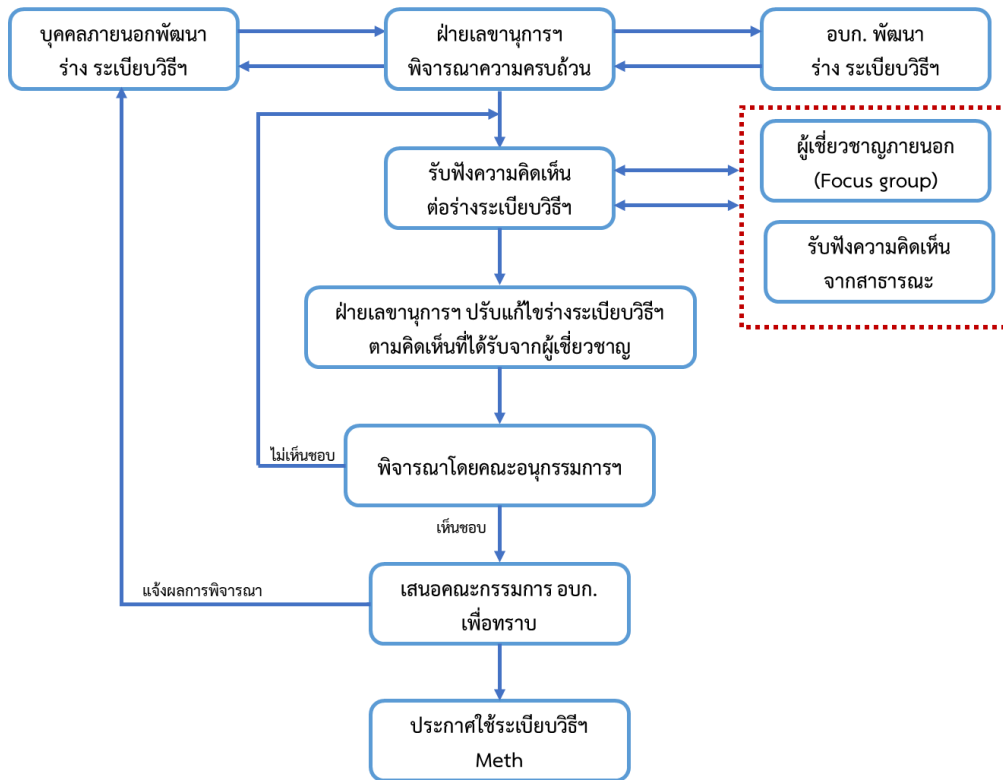 บุคคลภายนอกพัฒนา
ร่าง ระเบียบวิธีฯ
ฝ่ายเลขานุการฯ
พิจารณาความครบถ้วน
อบก. พัฒนา
ร่าง ระเบียบวิธีฯ
รับฟังความคิดเห็น
ต่อร่างระเบียบวิธีฯ
ผู้เชี่ยวชาญภายนอก
(Focus group)
รับฟังความคิดเห็น
จากสาธารณะ
ฝ่ายเลขานุการฯ ปรับแก้ไขร่างระเบียบวิธีฯ
ตามคิดเห็นที่ได้รับจากผู้เชี่ยวชาญ
ไม่เห็นชอบ
พิจารณาโดยคณะอนุกรรมการฯ
เห็นชอบ
แจ้งผลการพิจารณา
เสนอคณะกรรมการ อบก.
เพื่อทราบ
ประกาศใช้ระเบียบวิธีฯ
Meth